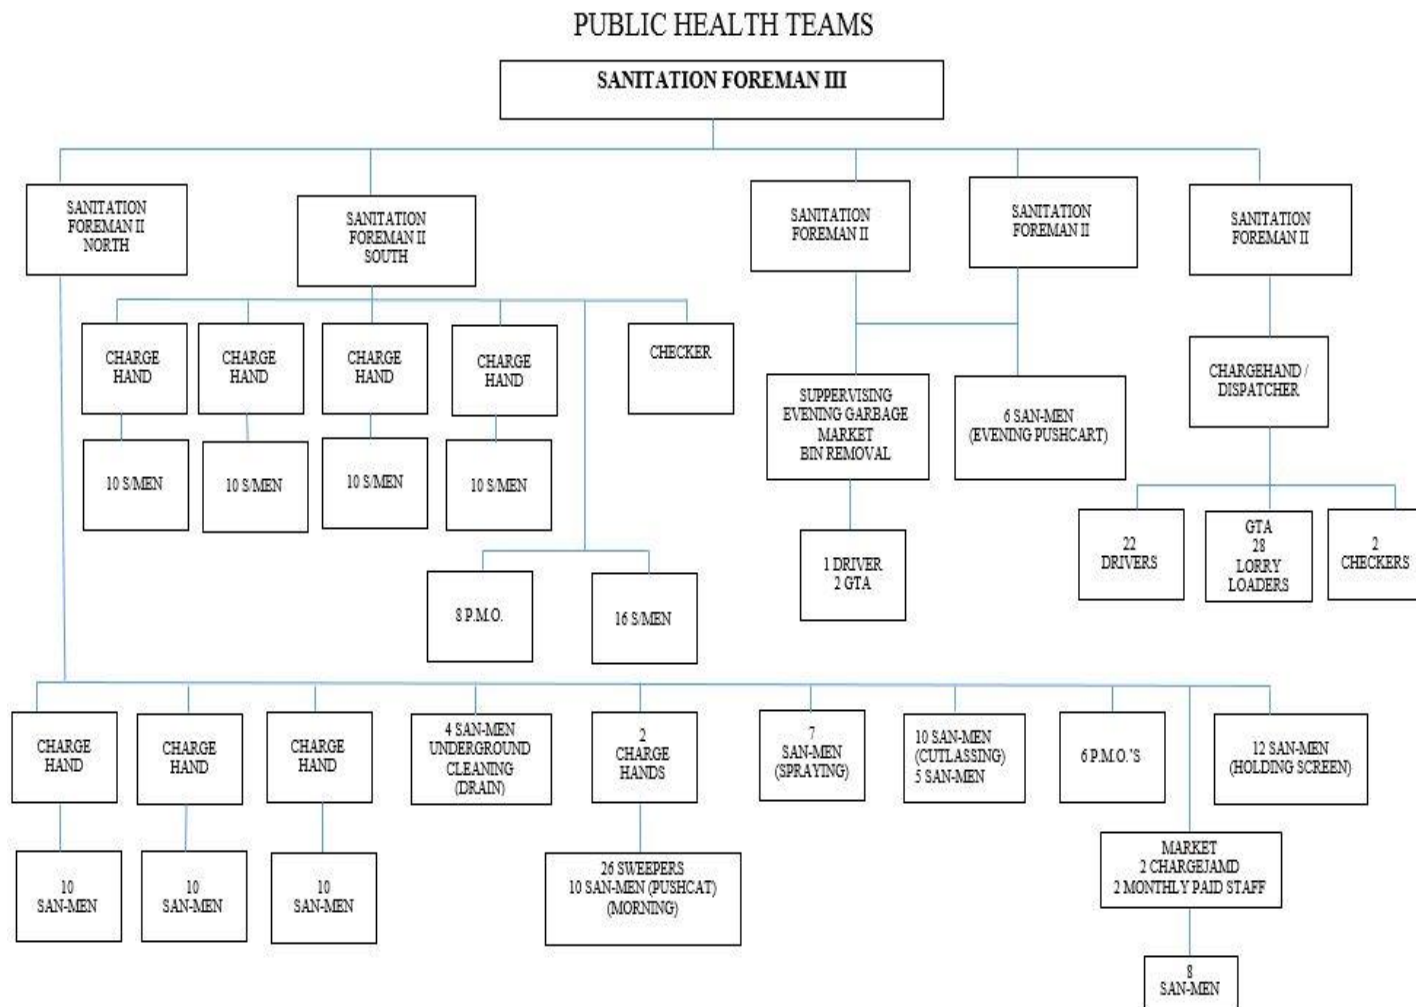 PUBLIC HEALTH TEAMS
SANITATION FOREMAN III
SANITATION
FOREMAN II
NORTH
SANITATION
FOREMAN II
SOUTH
SANITATION
FOREMAN II
SANITATION
FOREMAN II
SANITATION
FOREMAN II
CHARGE
HAND
CHARGE
HAND
CHARGE
HAND
CHARGE
HAND
CHECKER
SUPPERVISING
EVENING GARBAGE
MARKET
BIN REMOVAL
6 SAN-MEN
(EVENING PUSHCART)
CHARGEHAND /
DISPATCHER
10 S/MEN
10 S/MEN
10 S/MEN
10 S/MEN
1 DRIVER
2 GTA
22
DRIVERS
GTA
28
LORRY
LOADERS
2
CHECKERS
8 P.M.O.
16 S/MEN
CHARGE
HAND
CHARGE
HAND
CHARGE
HAND
4 SAN-MEN
UNDERGROUND
CLEANING
(DRAIN)
2
CHARGE
HANDS
7
SAN-MEN
(SPRAYING)
10 SAN-MEN
(CUTLASSING)
5 SAN-MEN
6 P.M.O.'S
12 SAN-MEN
(HOLDING SCREEN)
10
SAN-MEN
10
SAN-MEN
10
SAN-MEN
26 SWEEPERS
10 SAN-MEN (PUSHCAT)
(MORNING)
MARKET
2 CHARGEJAMD
2 MONTHLY PAID STAFF
8
SAN-MEN